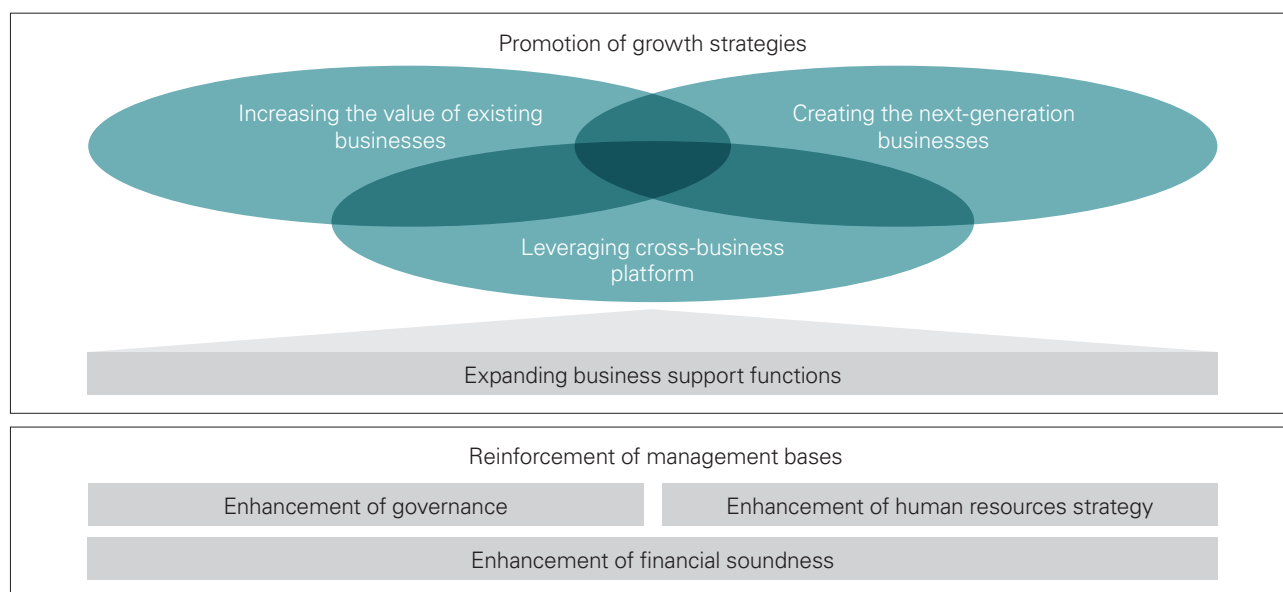 Promotion of growth strategies
Increasing the value of existing
businesses
Creating the next-generation
businesses
Leveraging cross-business
platform
Expanding business support functions
Reinforcement of management bases
Enhancement of governance
Enhancement of human resources strategy
Enhancement of financial soundness